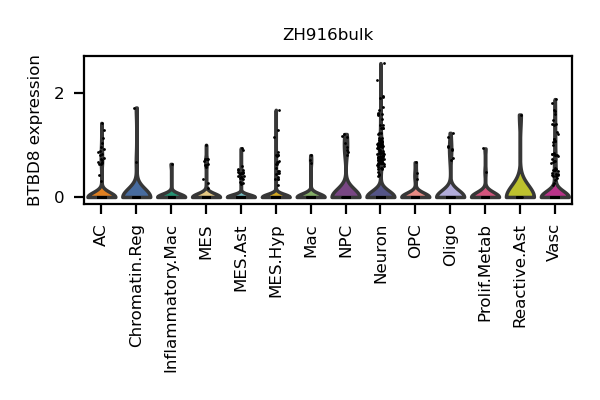 ZH916bulk
BTBD8 expression
2
0
AC
Chromatin.Reg
Inflammatory.Mac
MES
MES.Ast
MES.Hyp
Mac
NPC
Neuron
OPC
Oligo
Prolif.Metab
Reactive.Ast
Vasc